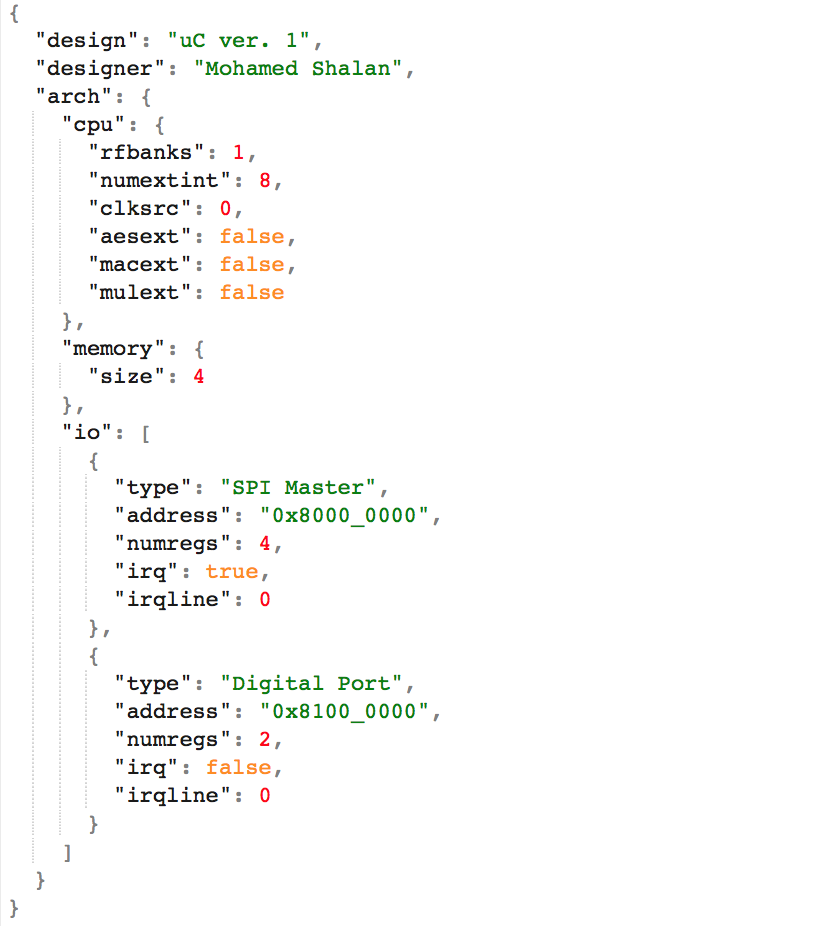 {
  "design": "uC ver. 1",
  "designer": "Mohamed Shalan",
  "arch": {
    "cpu": {
      "rfbanks": 1,
      "numextint": 8,
      "clksrc": 0,
      "aesext": false,
      "macext": false,
      "mulext": false
    },
    "memory": {
      "size": 4
    },
    "io": [
      {
        "type": "SPI Master",
        "address": "0x8000_0000",
        "numregs": 4,
        "irq": true,
        "irqline": 0
      },
      {
        "type": "Digital Port",
        "address": "0x8100_0000",
        "numregs": 2,
        "irq": false,
        "irqline": 0
      }
    ]
  }
}